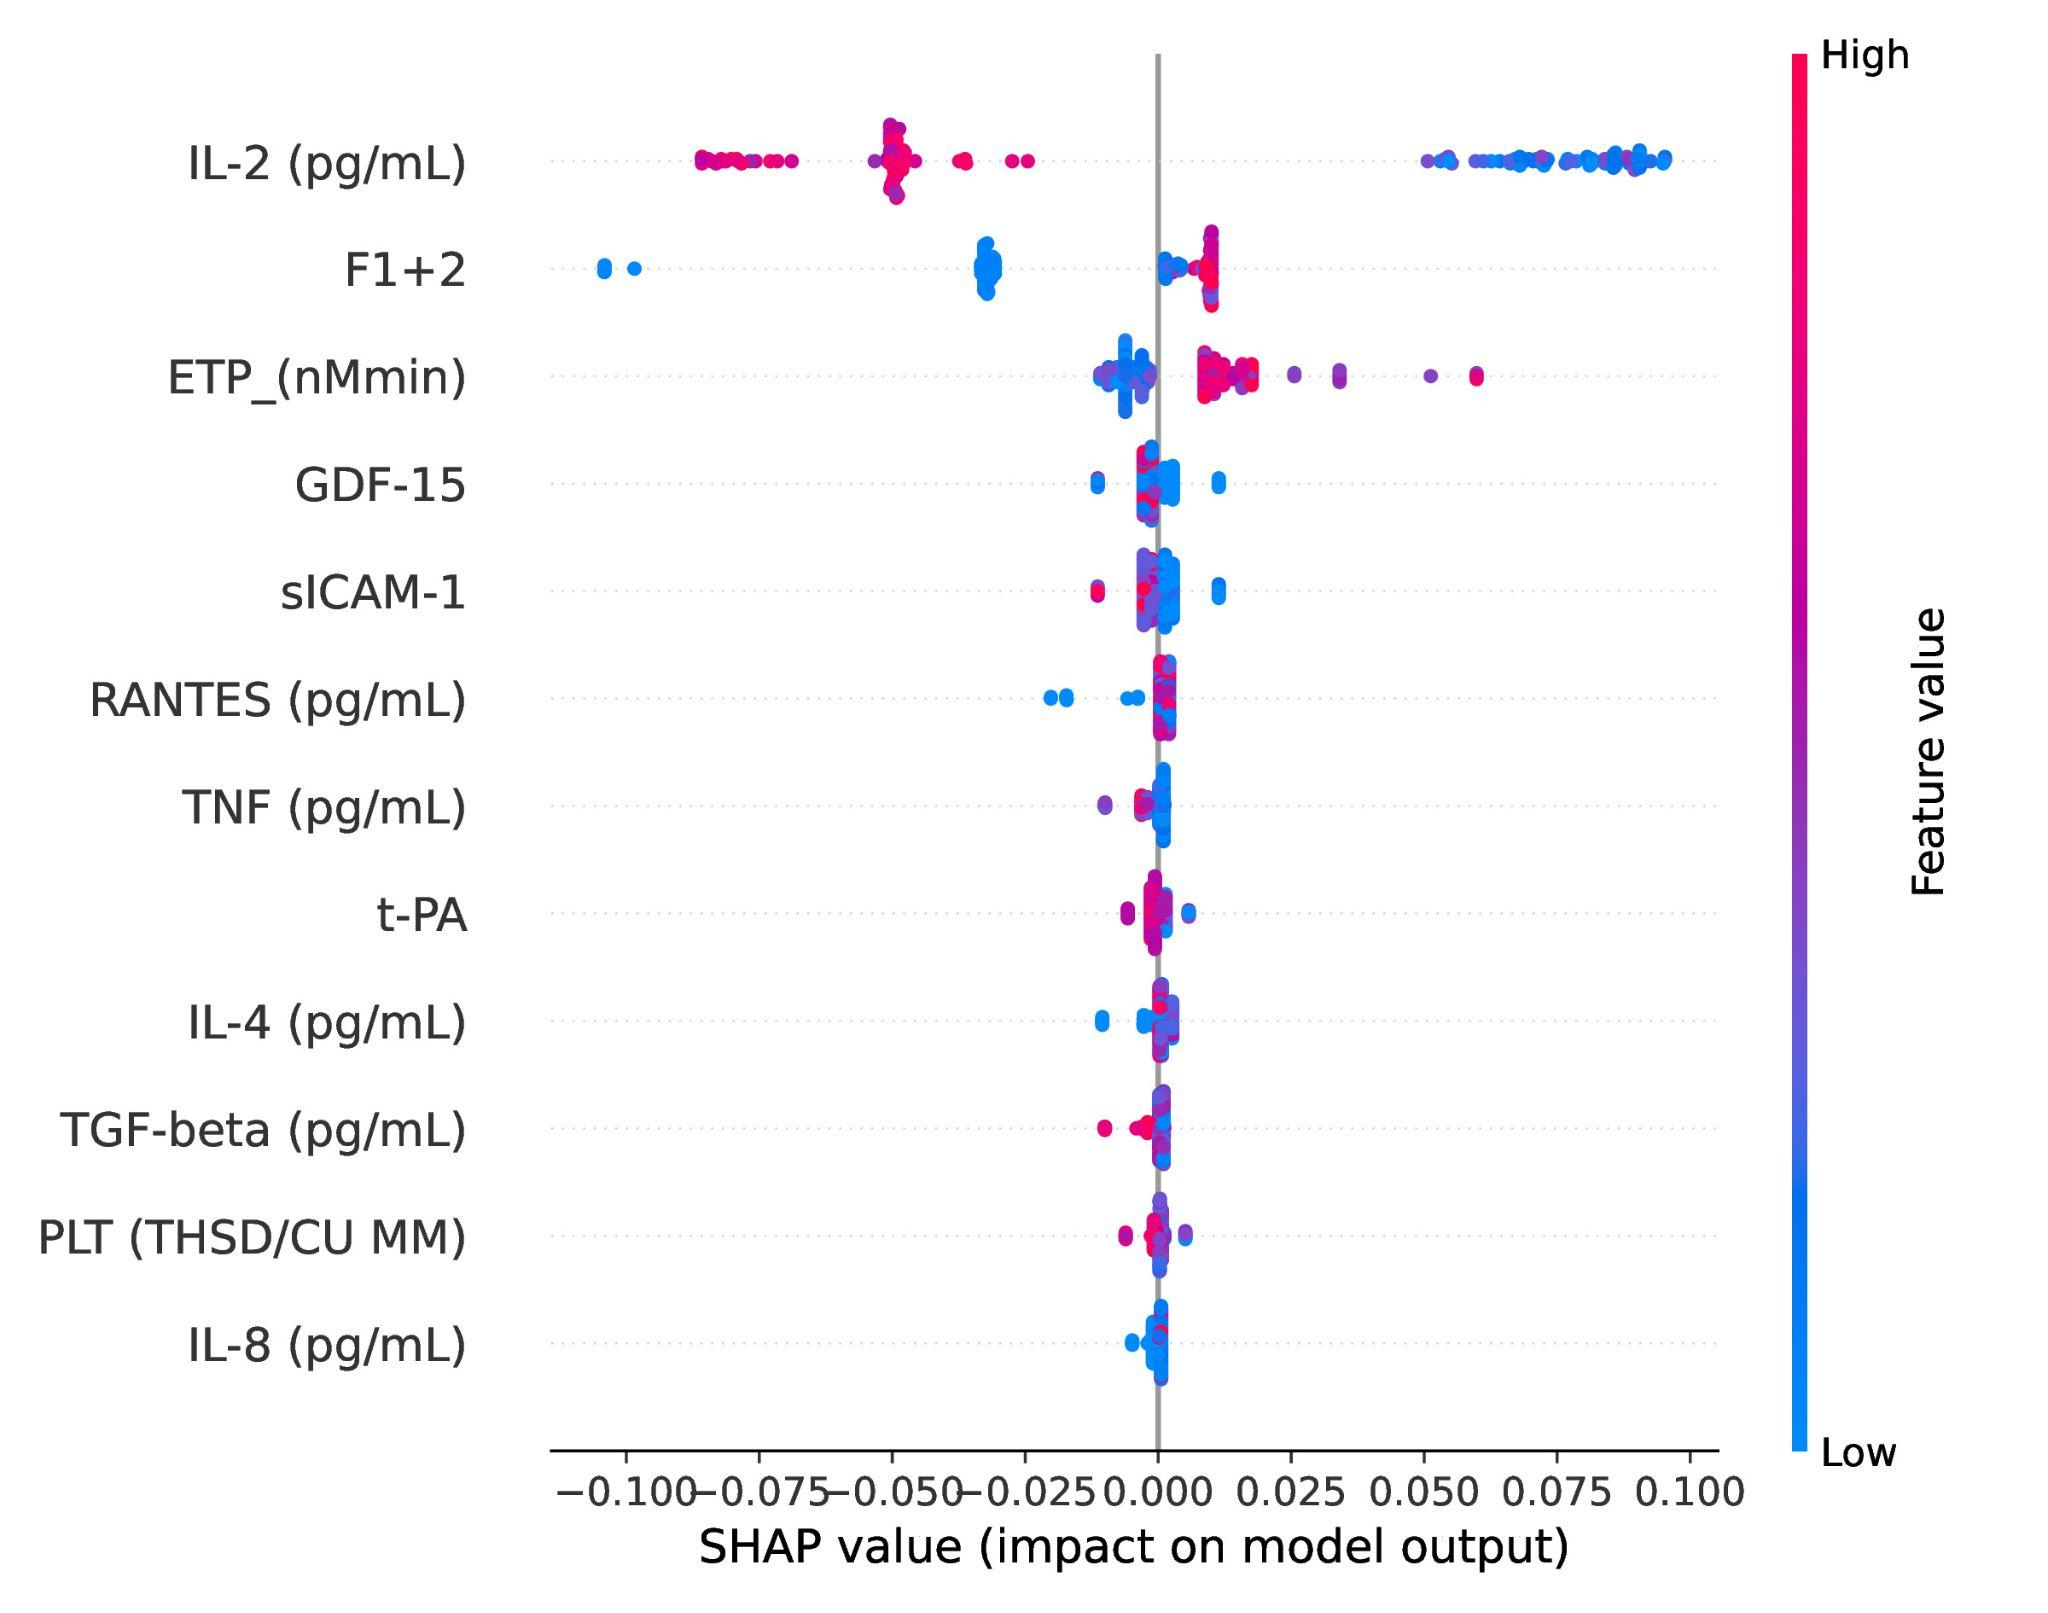 High
IL-2 (pg/mL)
F1+2
ETP_(nMmin)
GDF-15
sICAM-1
RANTES (pg/mL)
TNF (pg/mL)
t-PA
IL-4 (pg/mL)
TGF-beta (pg/mL)
PLT (THSD/CU MM)
IL-8 (pg/mL)
Feature value
Low
−0.100 −0.075 −0.050 −0.025 0.000 0.025 0.050 0.075 0.100
SHAP value (impact on model output)